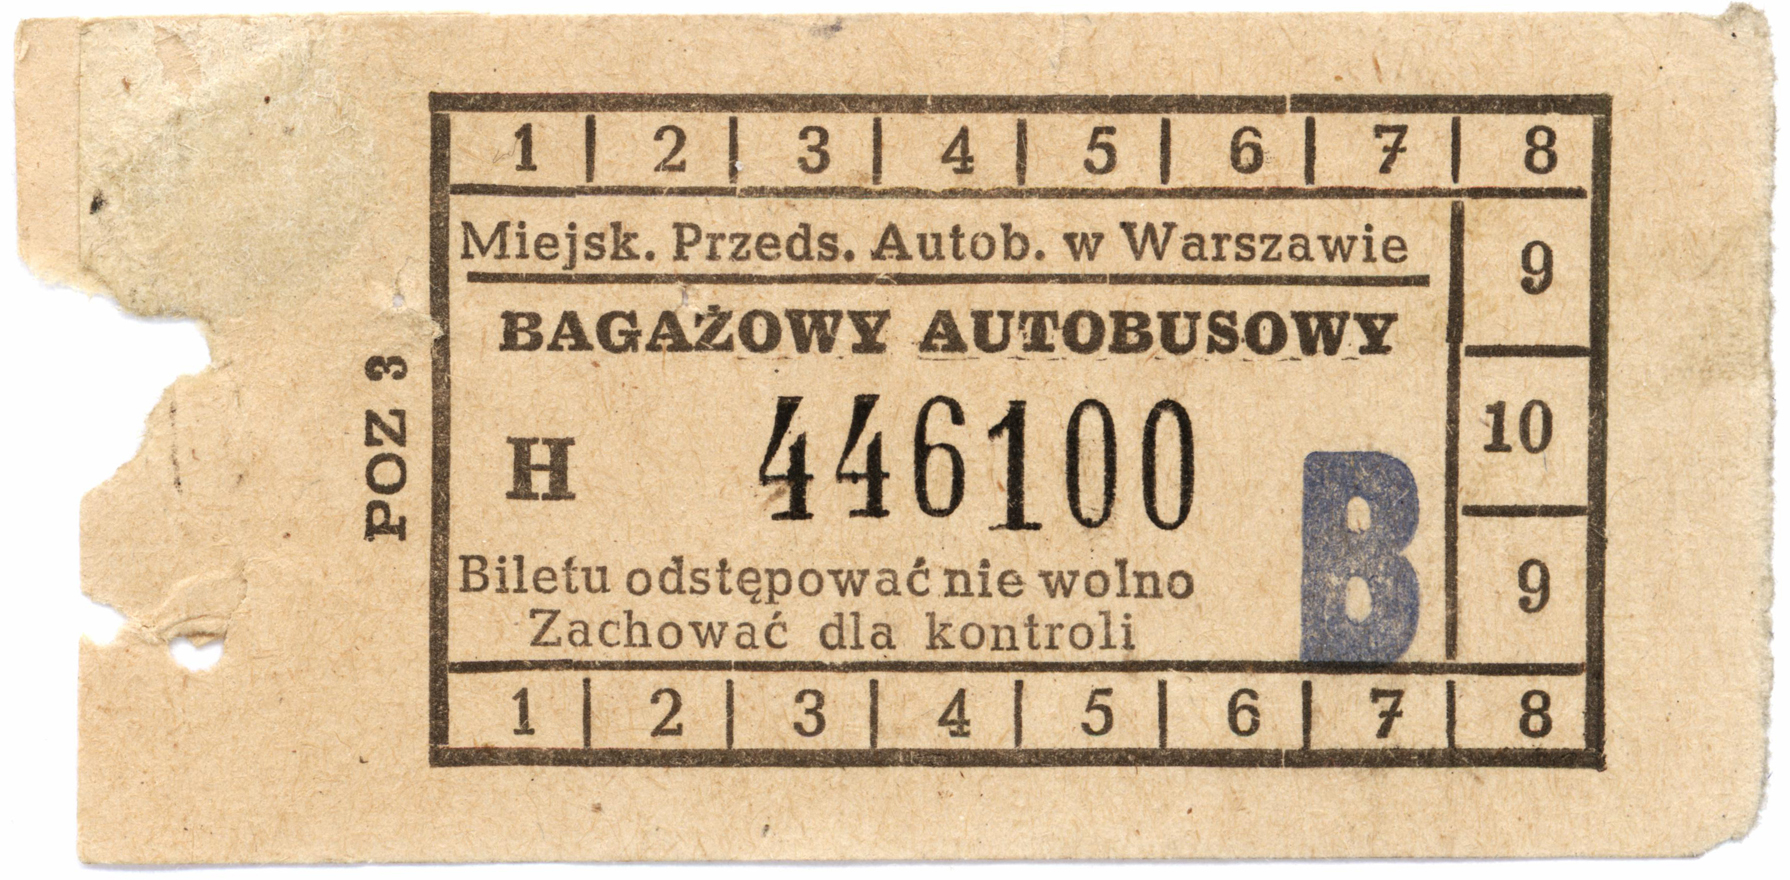 1 | 2 | 3 | 4 | 5 | 6 | 7 | 8
Miejsk. Przeds. Autob. w Warszawie
9
BAGAŻOWY AUTOBUSOWY
H 446100
10
B
POZ 3
Biletu odstępować nie wolno
9
Zachować dla kontroli
1 | 2 | 3 | 4 | 5 | 6 | 7 | 8